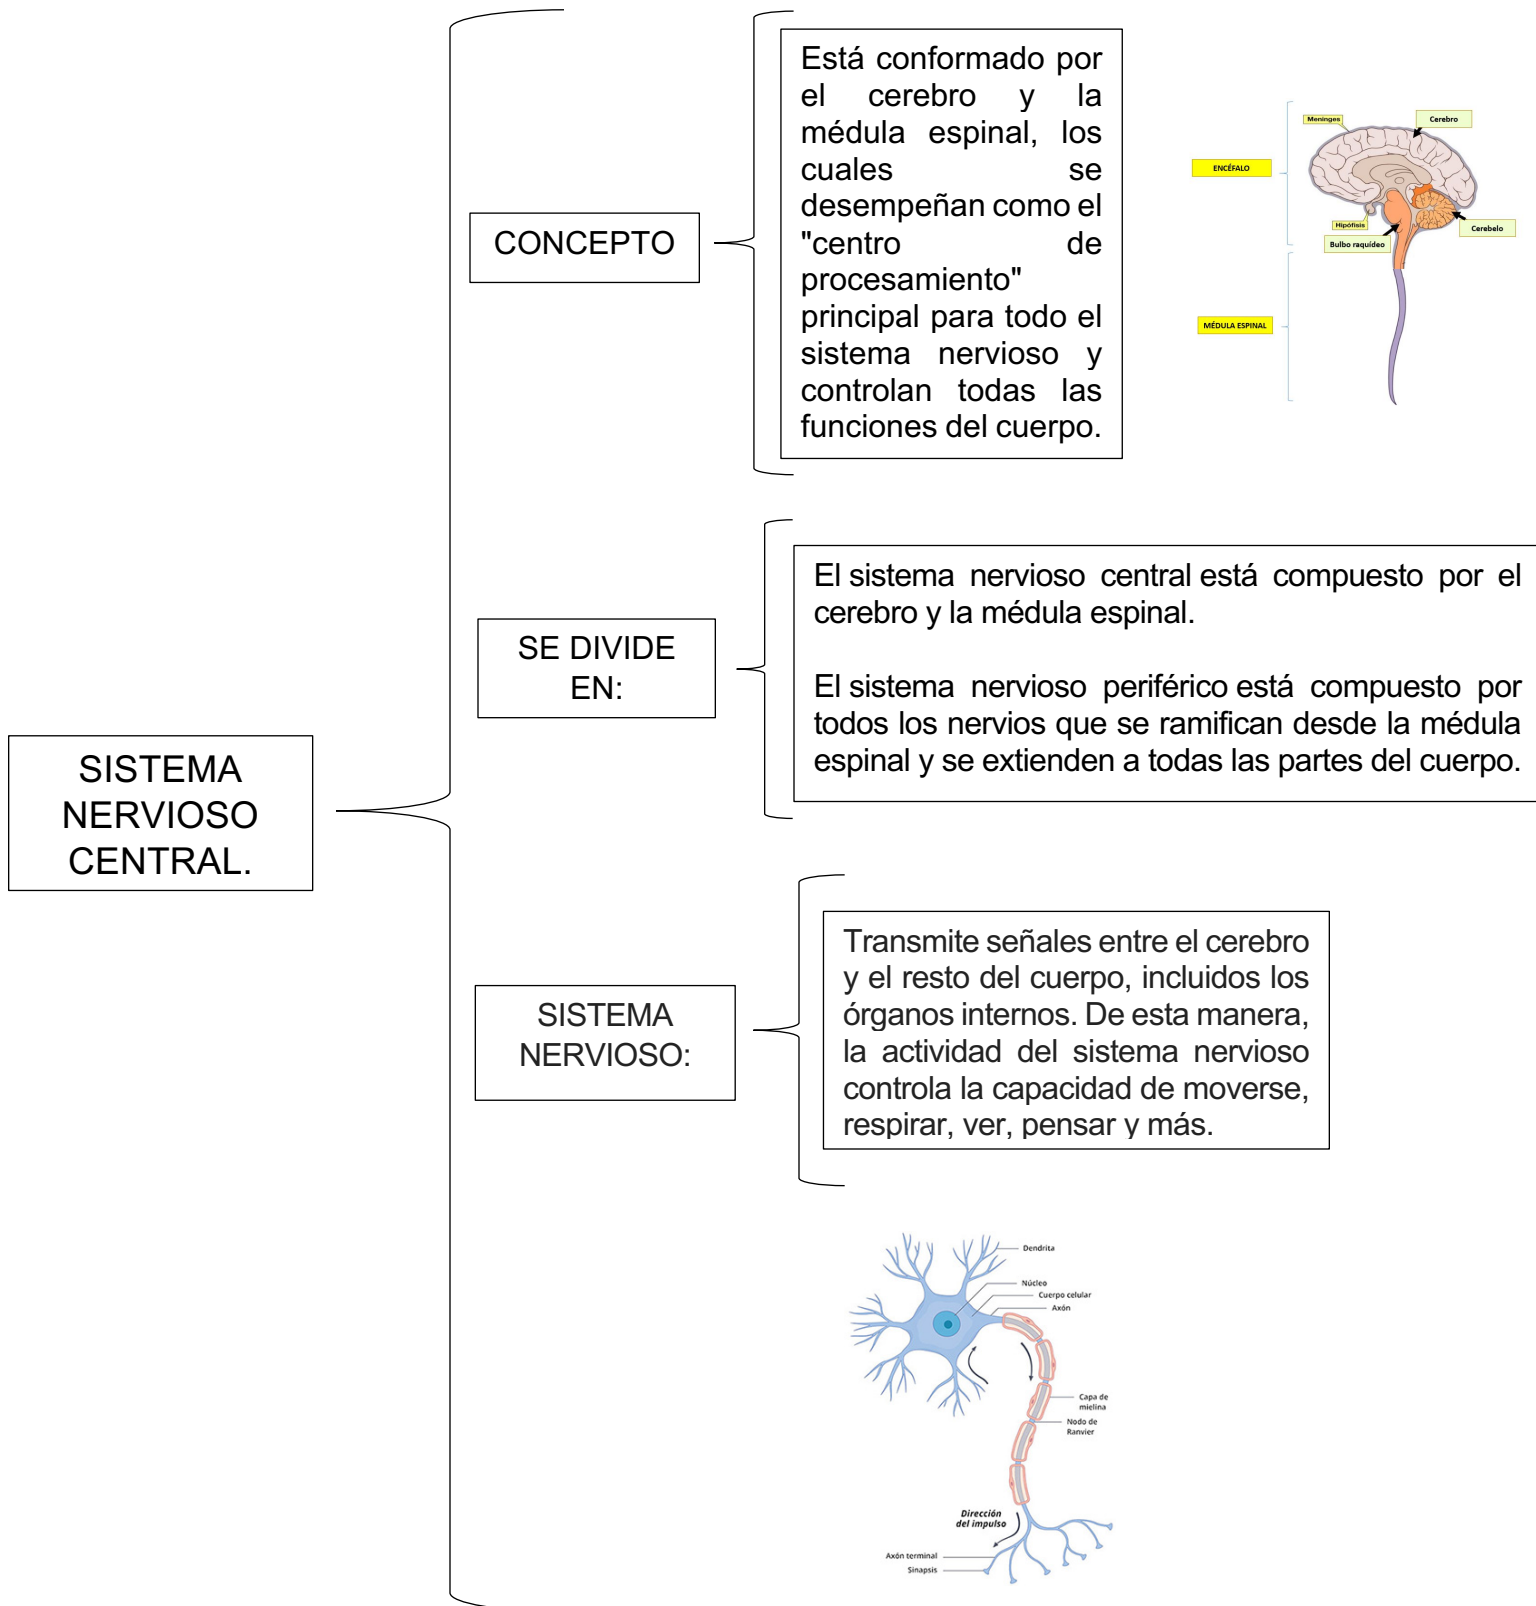 SISTEMA
NERVIOSO
CENTRAL.
CONCEPTO
Está conformado por
el cerebro y la
médula espinal, los
cuales se
desempeñan como el
"centro de
procesamiento"
principal para todo el
sistema nervioso y
controlan todas las
funciones del cuerpo.
Meninges
Cerebro
ENCÉFALO
Hipófisis
Cerebelo
Bulbo raquídeo
MÉDULA ESPINAL
SE DIVIDE
EN:
El sistema nervioso central está compuesto por el
cerebro y la médula espinal.
El sistema nervioso periférico está compuesto por
todos los nervios que se ramifican desde la médula
espinal y se extienden a todas las partes del cuerpo.
SISTEMA
NERVIOSO:
Transmite señales entre el cerebro
y el resto del cuerpo, incluidos los
órganos internos. De esta manera,
la actividad del sistema nervioso
controla la capacidad de moverse,
respirar, ver, pensar y más.
Dendrita
Núcleo
Cuerpo celular
Axón
Capa de
mielina
Nodo de
Ranvier
Dirección
del impulso
Axón terminal
Sinapsis